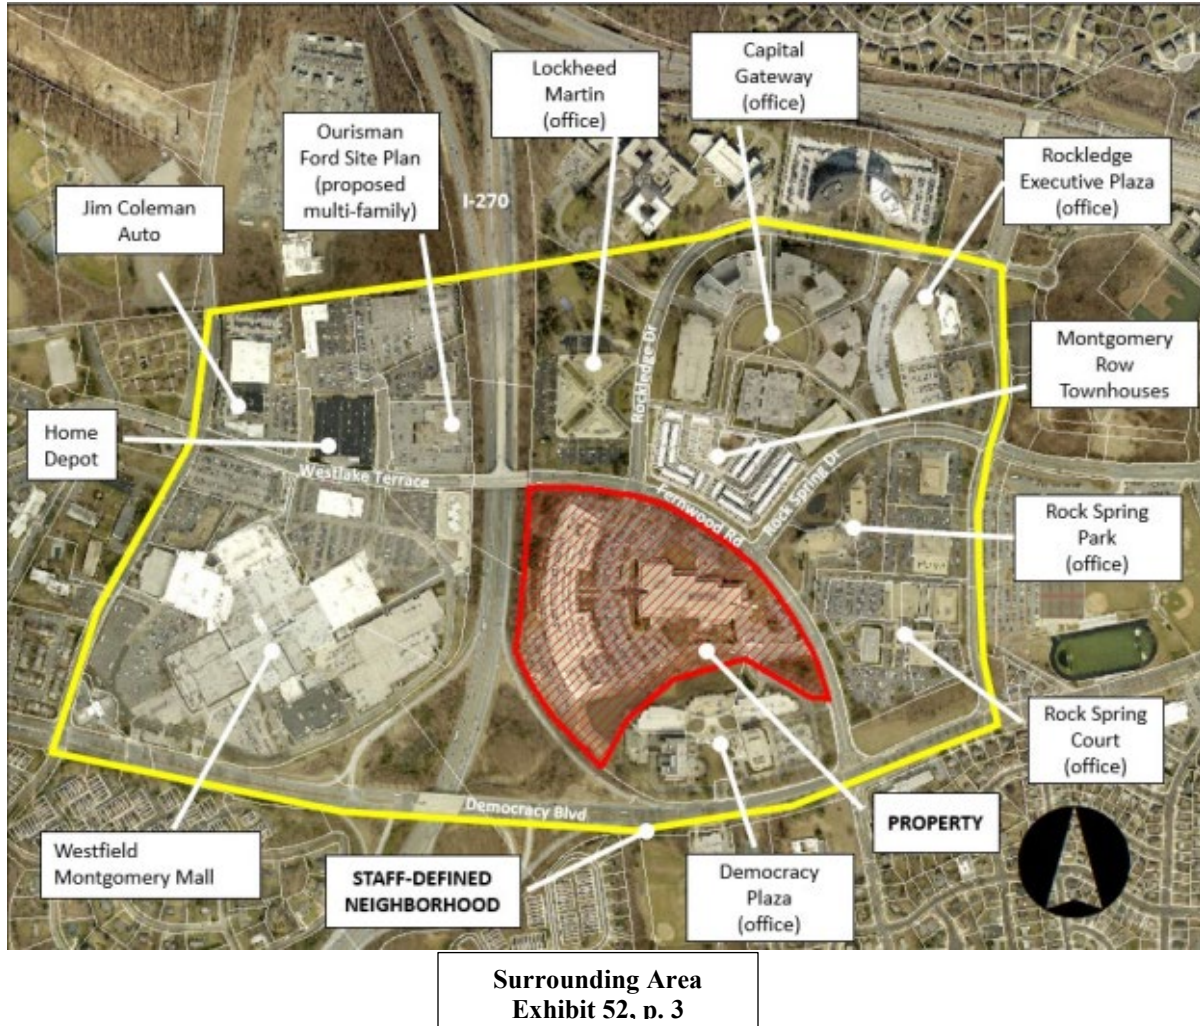 Lockheed
Martin
(office)
Capital
Gateway
(office)
Ourisman
Ford Site Plan
(proposed
multi-family)
Rockledge
Executive Plaza
(office)
Jim Coleman
Auto
I-270
Montgomery
Row
Townhouses
Rockledge Dr
Home
Depot
Westlake Terrace
Fernwood Rd
Rock Spring Dr
Rock Spring
Park
(office)
Rock Spring
Court
(office)
Democracy Blvd
PROPERTY
Westfield
Montgomery Mall
STAFF-DEFINED
NEIGHBORHOOD
Democracy
Plaza
(office)
Surrounding Area
Exhibit 52, p. 3